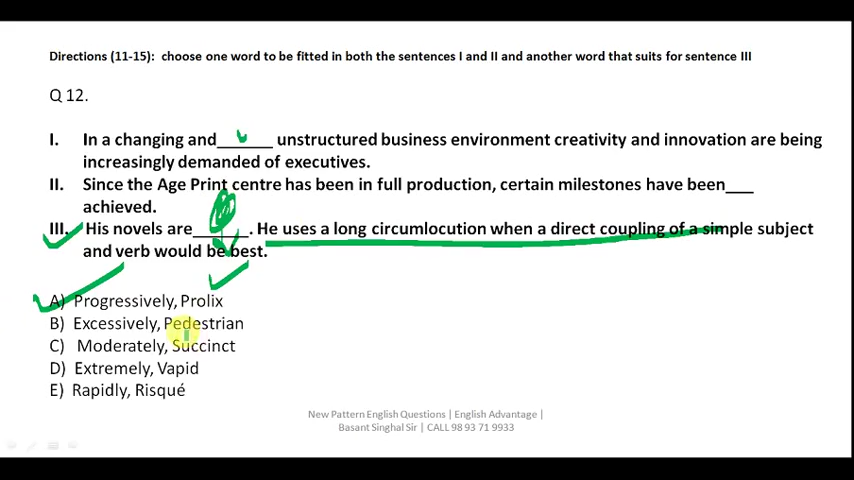 Directions (11-15): choose one word to be fitted in both the sentences I and II and another word that suits for sentence III
Q 12.
I. In a changing and______ unstructured business environment creativity and innovation are being
increasingly demanded of executives.
II. Since the Age Print centre has been in full production, certain milestones have been___
achieved.
III. His novels are______. He uses a long circumlocution when a direct coupling of a simple subject
and verb would be best.
A) Progressively, Prolix
B) Excessively, Pedestrian
C) Moderately, Succinct
D) Extremely, Vapid
E) Rapidly, Risqué
New Pattern English Questions | English Advantage |
Basant Singhal Sir | CALL 98 93 71 9933